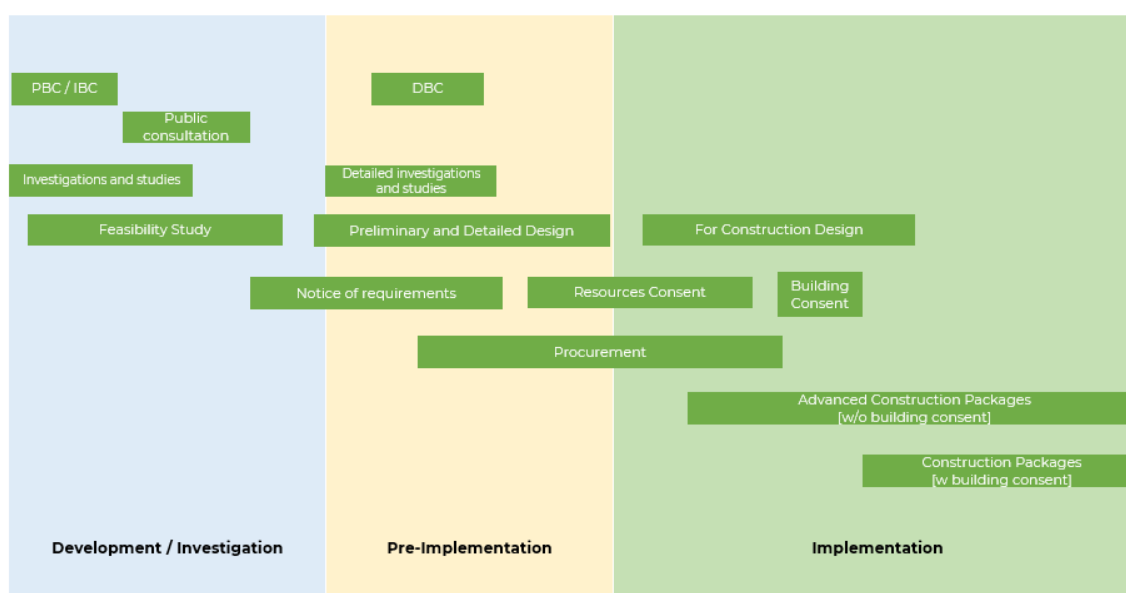 PBC / IBC
DBC
Public
consultation
Investigations and studies
Detailed investigations
and studies
Feasibility Study
Preliminary and Detailed Design
For Construction Design
Notice of requirements
Resources Consent
Building
Consent
Procurement
Advanced Construction Packages
[w/o building consent]
Construction Packages
[w building consent]
Development / Investigation
Pre-Implementation
Implementation